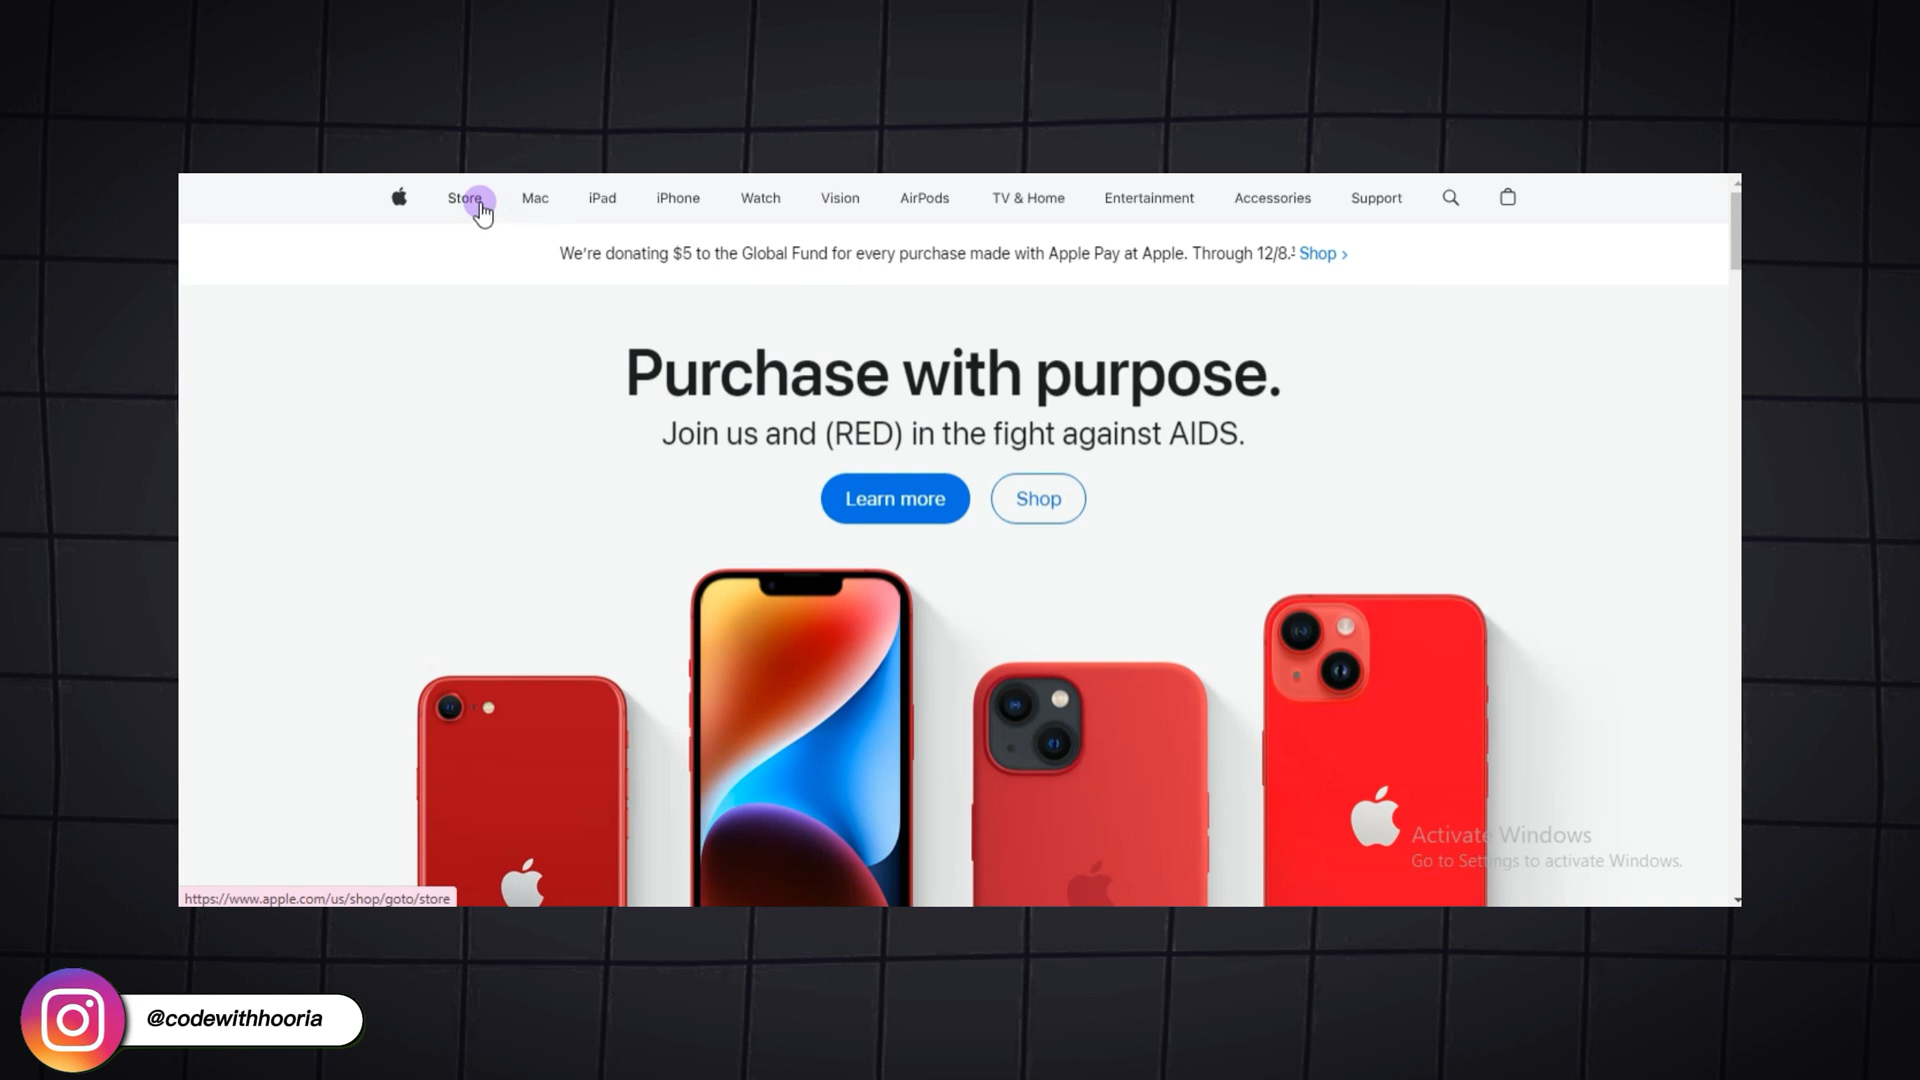 Store Mac iPad iPhone Watch Vision AirPods TV & Home Entertainment Accessories Support
We're donating $5 to the Global Fund for every purchase made with Apple Pay at Apple. Through 12/8.¹ Shop >
Purchase with purpose.
Join us and (RED) in the fight against AIDS.
Learn more Shop
Activate Windows
Go to Settings to activate Windows.
https://www.apple.com/us/shop/goto/store
@codewithhooria